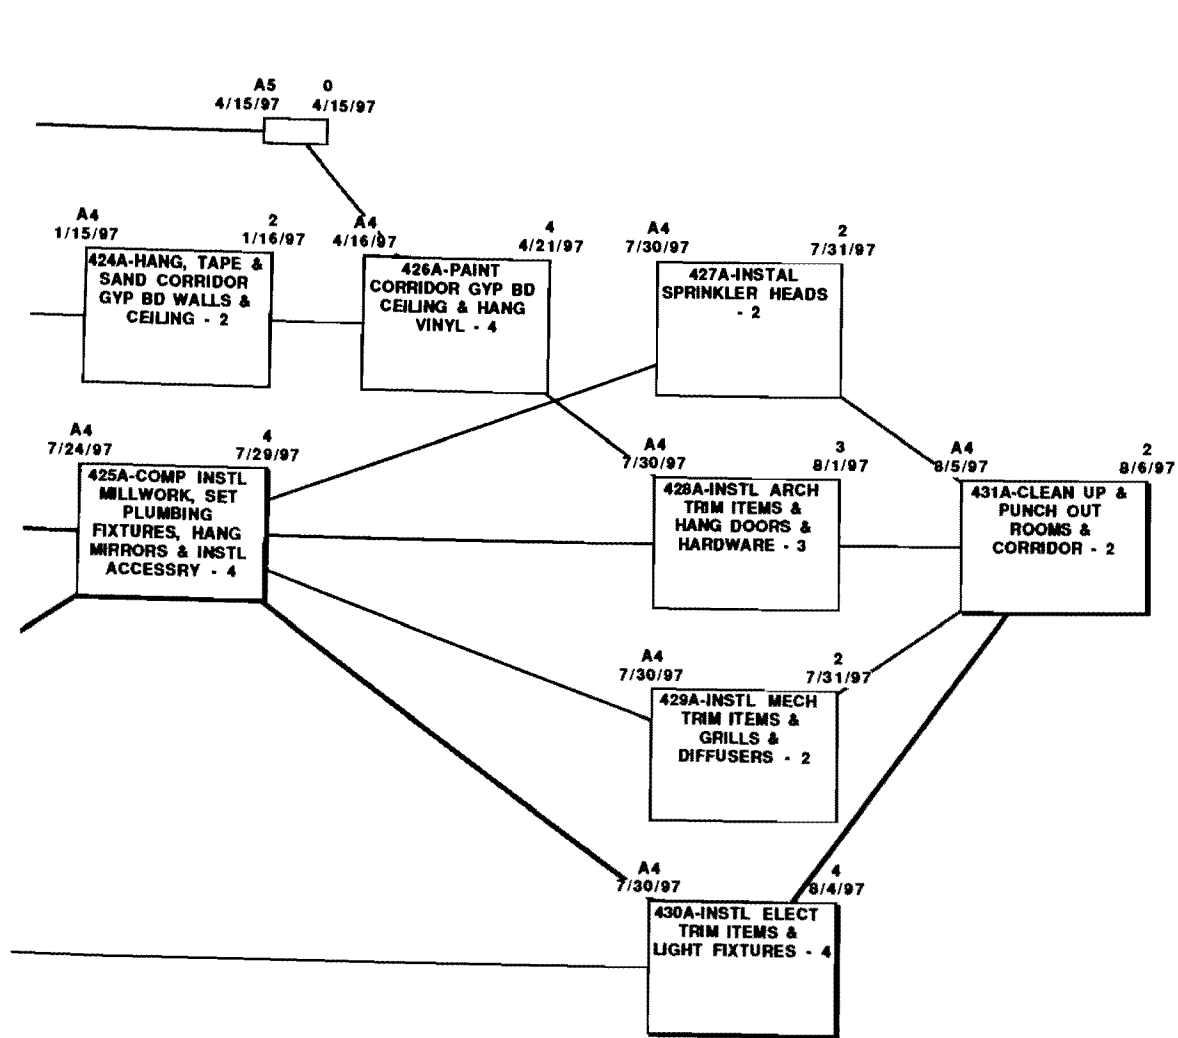 A5 0
4/15/97 4/15/97
A4 2
1/15/97 1/16/97
424A-HANG, TAPE &
SAND CORRIDOR
GYP BD WALLS &
CEILING - 2
A4 4
4/16/97 4/21/97
426A-PAINT
CORRIDOR GYP BD
CEILING & HANG
VINYL - 4
A4 2
7/30/97 7/31/97
427A-INSTAL
SPRINKLER HEADS
- 2
A4 4
7/24/97 7/29/97
425A-COMP INSTL
MILLWORK, SET
PLUMBING
FIXTURES, HANG
MIRRORS & INSTL
ACCESSRY - 4
A4 3
7/30/97 8/1/97
428A-INSTL ARCH
TRIM ITEMS &
HANG DOORS &
HARDWARE - 3
A4 2
8/5/97 8/6/97
431A-CLEAN UP &
PUNCH OUT
ROOMS &
CORRIDOR - 2
A4 2
7/30/97 7/31/97
429A-INSTL MECH
TRIM ITEMS &
GRILLS &
DIFFUSERS - 2
A4 4
7/30/97 8/4/97
430A-INSTL ELECT
TRIM ITEMS &
LIGHT FIXTURES - 4